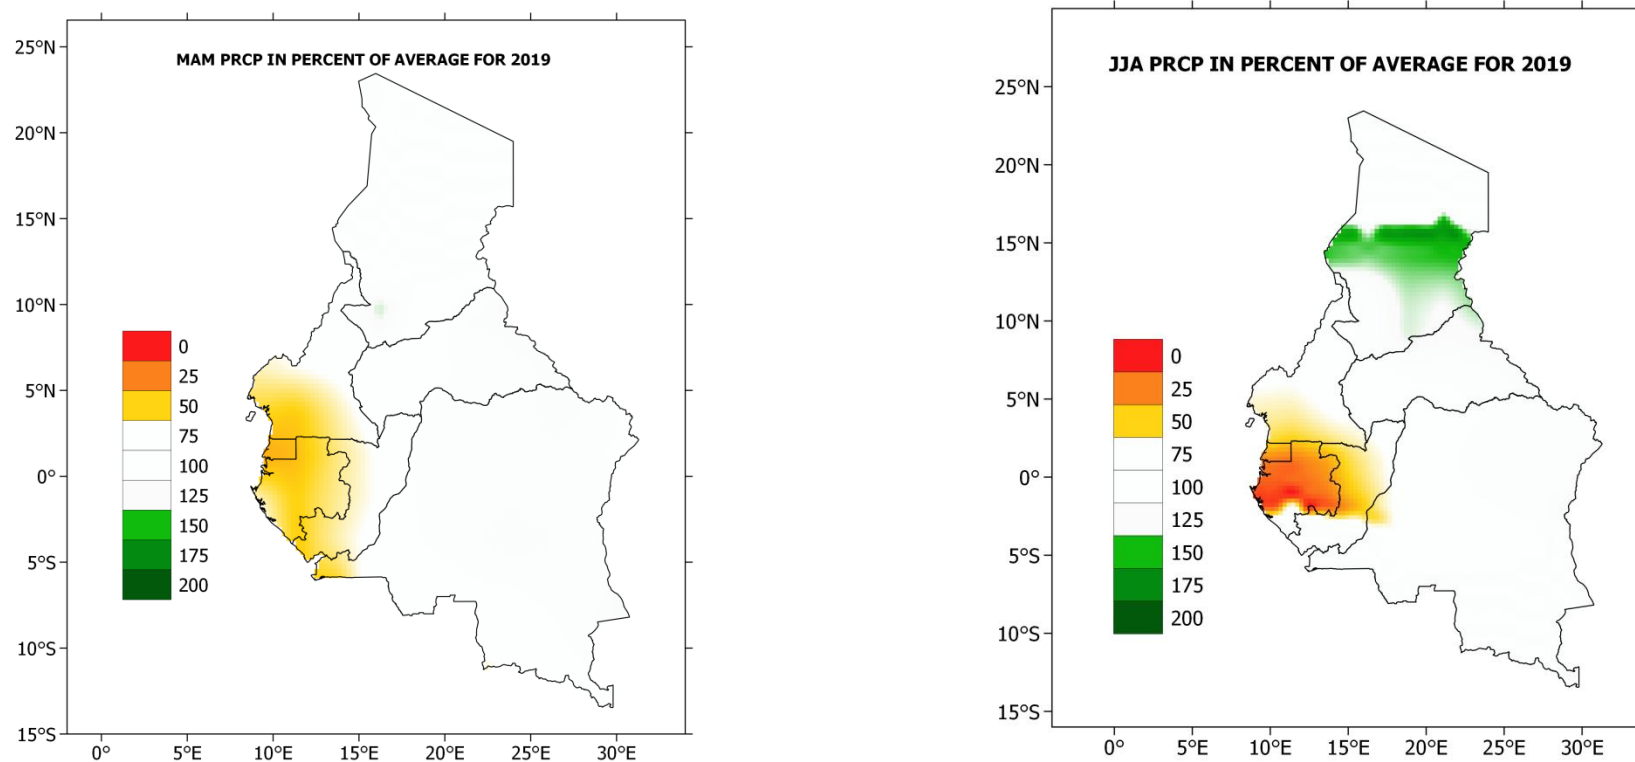 MAM PRCP IN PERCENT OF AVERAGE FOR 2019
25°N
20°N
15°N
10°N
5°N
0°
5°S
10°S
15°S
0
25
50
75
100
125
150
175
200
0°
5°E
10°E
15°E
20°E
25°E
30°E
JJA PRCP IN PERCENT OF AVERAGE FOR 2019
25°N
20°N
15°N
10°N
5°N
0°
5°S
10°S
15°S
0
25
50
75
100
125
150
175
200
0°
5°E
10°E
15°E
20°E
25°E
30°E